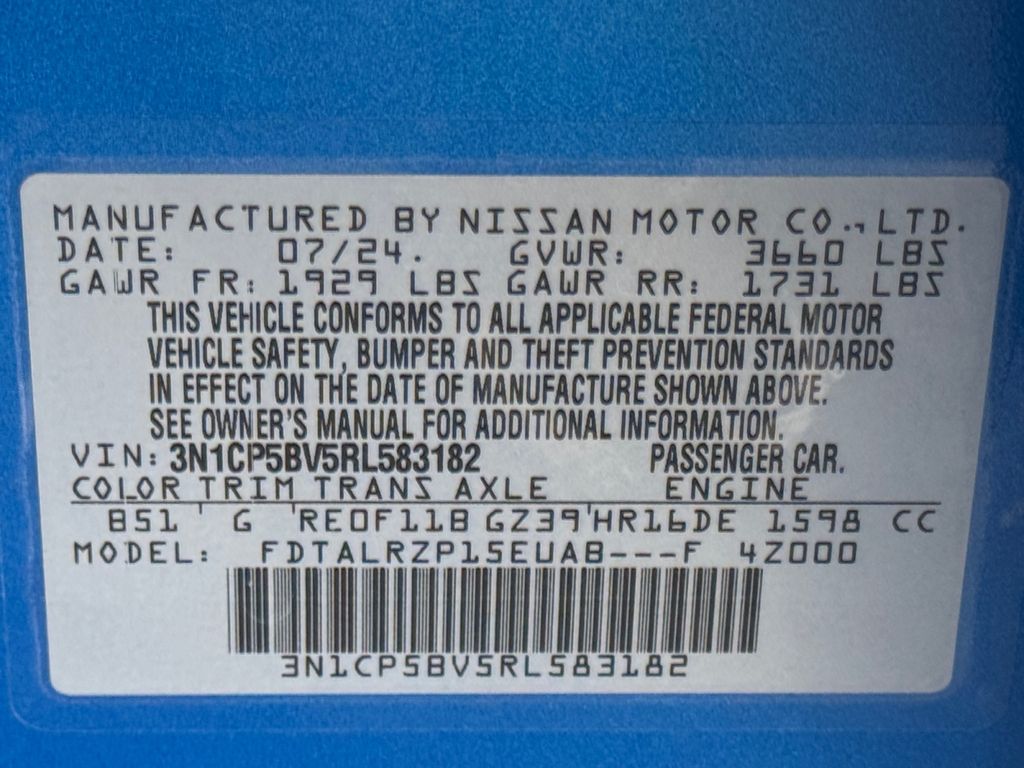 MANUFACTURED BY NISSAN MOTOR CO., LTD.
DATE: 07/24. GVWR: 3660 LBS
GAWR FR: 1929 LBS GAWR RR: 1731 LBS
THIS VEHICLE CONFORMS TO ALL APPLICABLE FEDERAL MOTOR
VEHICLE SAFETY, BUMPER AND THEFT PREVENTION STANDARDS
IN EFFECT ON THE DATE OF MANUFACTURE SHOWN ABOVE.
SEE OWNER'S MANUAL FOR ADDITIONAL INFORMATION.
VIN: 3N1CP5BV5RL583182 PASSENGER CAR.
COLOR TRIM TRANS AXLE ENGINE
B51 ' G 'RE0F11B GZ39'HR16DE 1598 CC
MODEL: FDTALRZP15EUAB---F 4Z000
3N1CP5BV5RL583182